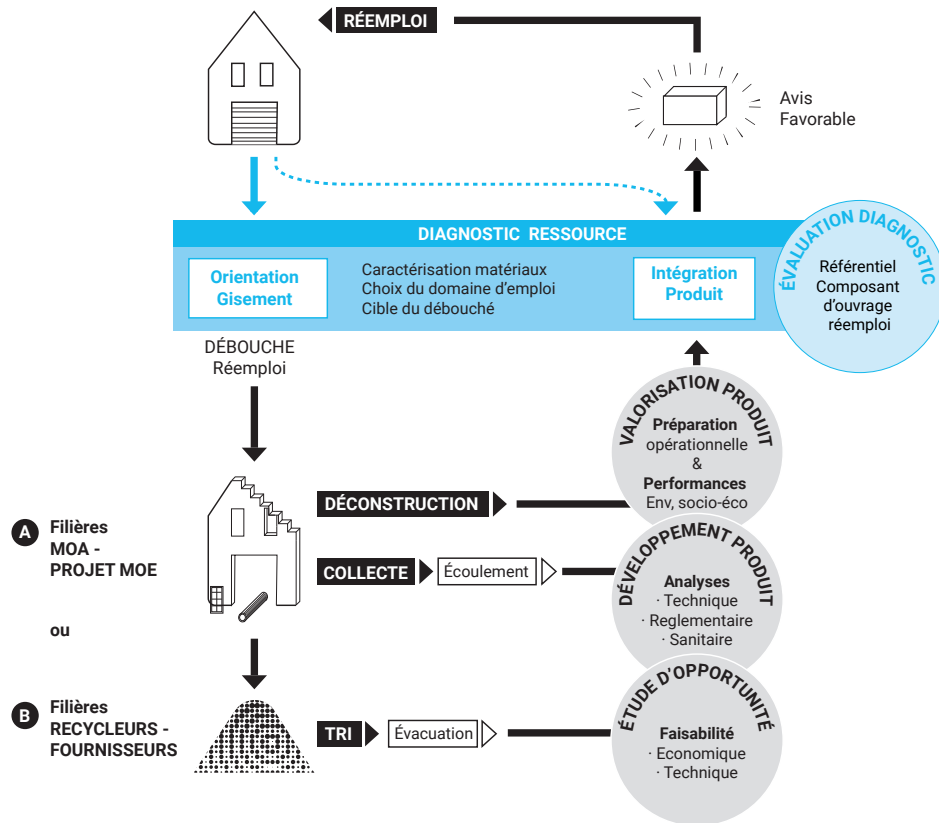 RÉEMPLOI
Avis
Favorable
DIAGNOSTIC RESSOURCE
Orientation
Gisement
Caractérisation matériaux
Choix du domaine d'emploi
Cible du débouché
Intégration
Produit
ÉVALUATION DIAGNOSTIC
Référentiel
Composant
d'ouvrage
réemploi
DÉBOUCHE
Réemploi
VALORISATION PRODUIT
Préparation
opérationnelle
&
Performances
Env, socio-éco
DÉCONSTRUCTION
A
Filières
MOA -
PROJET MOE
COLLECTE
Écoulement
DÉVELOPPEMENT PRODUIT
Analyses
· Technique
· Reglementaire
· Sanitaire
ou
B
Filières
RECYCLEURS -
FOURNISSEURS
TRI
Évacuation
ÉTUDE D'OPPORTUNITÉ
Faisabilité
· Economique
· Technique